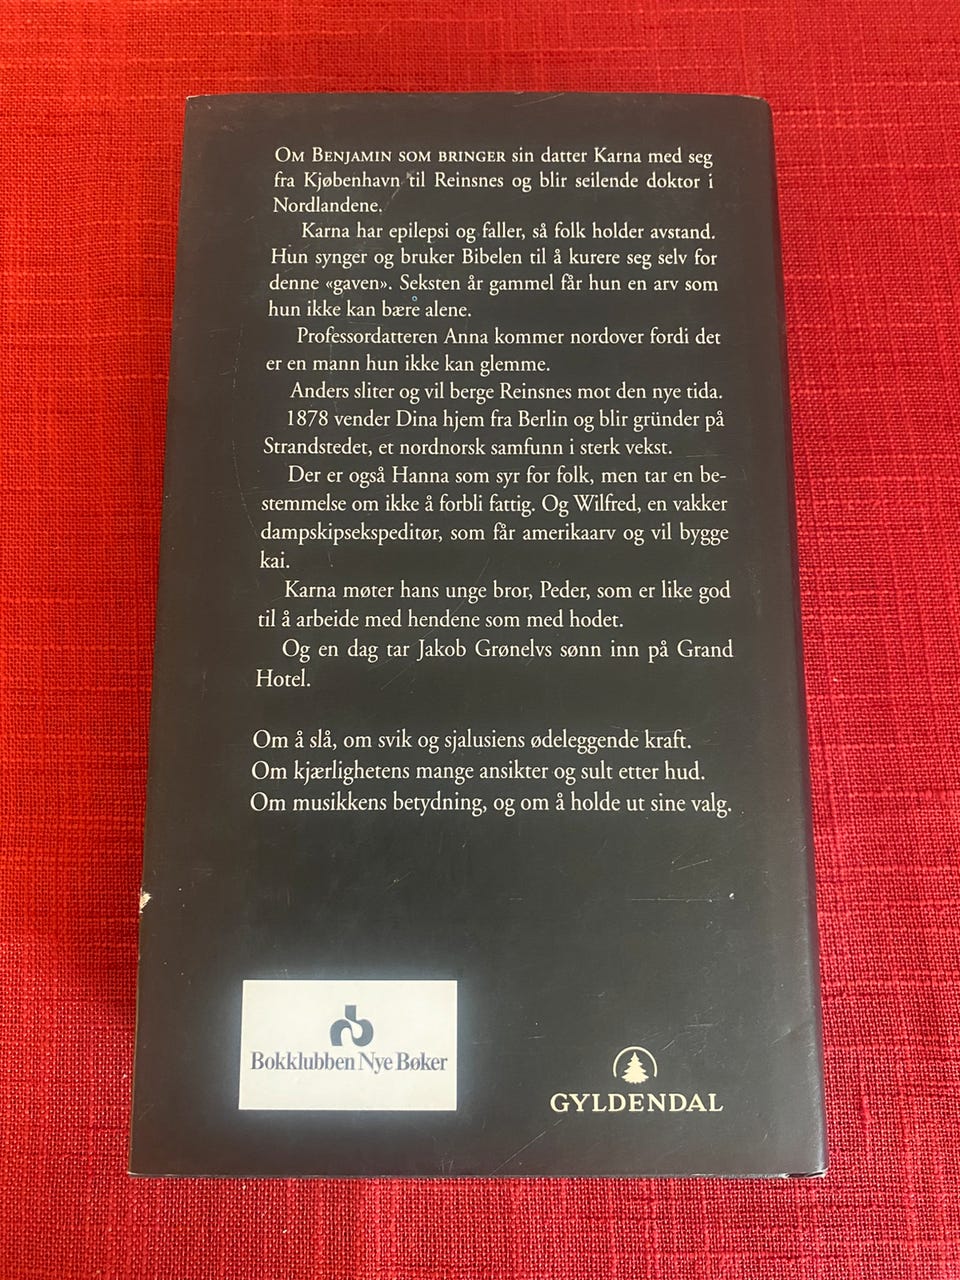 Om Benjamin som bringer sin datter Karna med seg
fra Kjøbenhavn til Reinsnes og blir seilende doktor i
Nordlandene.
Karna har epilepsi og faller, så folk holder avstand.
Hun synger og bruker Bibelen til å kurere seg selv for
denne «gaven». Seksten år gammel får hun en arv som
hun ikke kan bære alene.
Professordatteren Anna kommer nordover fordi det
er en mann hun ikke kan glemme.
Anders sliter og vil berge Reinsnes mot den nye tida.
1878 vender Dina hjem fra Berlin og blir gründer på
Strandstedet, et nordnorsk samfunn i sterk vekst.
Der er også Hanna som syr for folk, men tar en be-
stemmelse om ikke å forbli fattig. Og Wilfred, en vakker
dampskipsekspeditør, som får amerikaarv og vil bygge
kai.
Karna møter hans unge bror, Peder, som er like god
til å arbeide med hendene som med hodet.
Og en dag tar Jakob Grønelvs sønn inn på Grand
Hotel.
Om å slå, om svik og sjalusiens ødeleggende kraft.
Om kjærlighetens mange ansikter og sult etter hud.
Om musikkens betydning, og om å holde ut sine valg.
Bokklubben Nye Bøker
GYLDENDAL